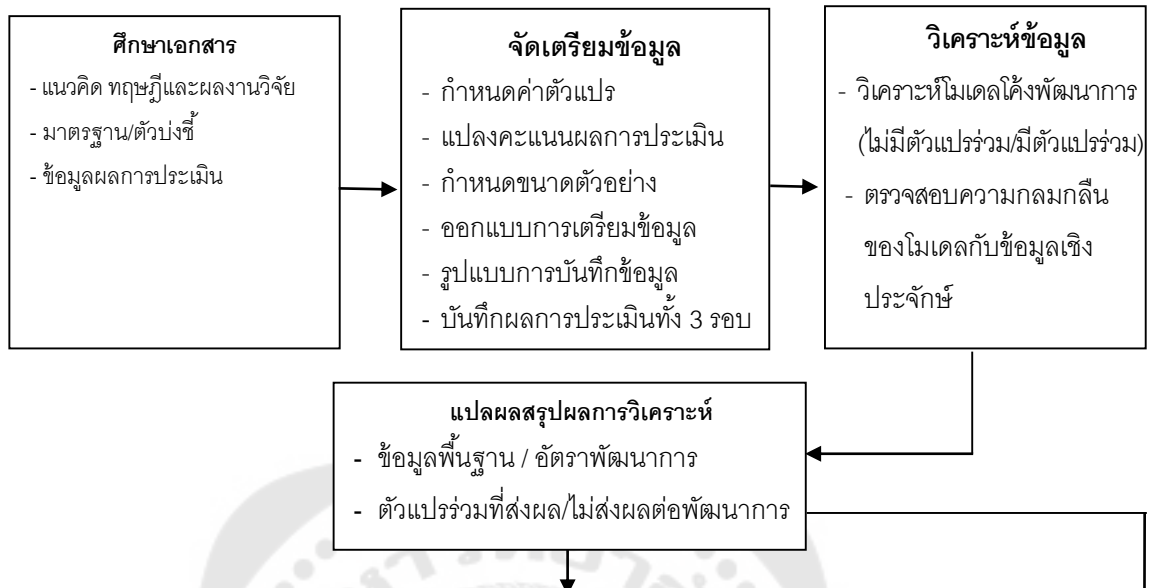 ศึกษาเอกสาร
- แนวคิด ทฤษฎีและผลงานวิจัย
- มาตรฐาน/ตัวบ่งชี้
- ข้อมูลผลการประเมิน
จัดเตรียมข้อมูล
- กำหนดค่าตัวแปร
- แปลงคะแนนผลการประเมิน
- กำหนดขนาดตัวอย่าง
- ออกแบบการเตรียมข้อมูล
- รูปแบบการบันทึกข้อมูล
- บันทึกผลการประเมินทั้ง 3 รอบ
วิเคราะห์ข้อมูล
- วิเคราะห์โมเดลโค้งพัฒนาการ
(ไม่มีตัวแปรร่วม/มีตัวแปรร่วม)
- ตรวจสอบความกลมกลืน
ของโมเดลกับข้อมูลเชิง
ประจักษ์
แปลผลสรุปผลการวิเคราะห์
- ข้อมูลพื้นฐาน / อัตราพัฒนาการ
- ตัวแปรร่วมที่ส่งผล/ไม่ส่งผลต่อพัฒนาการ